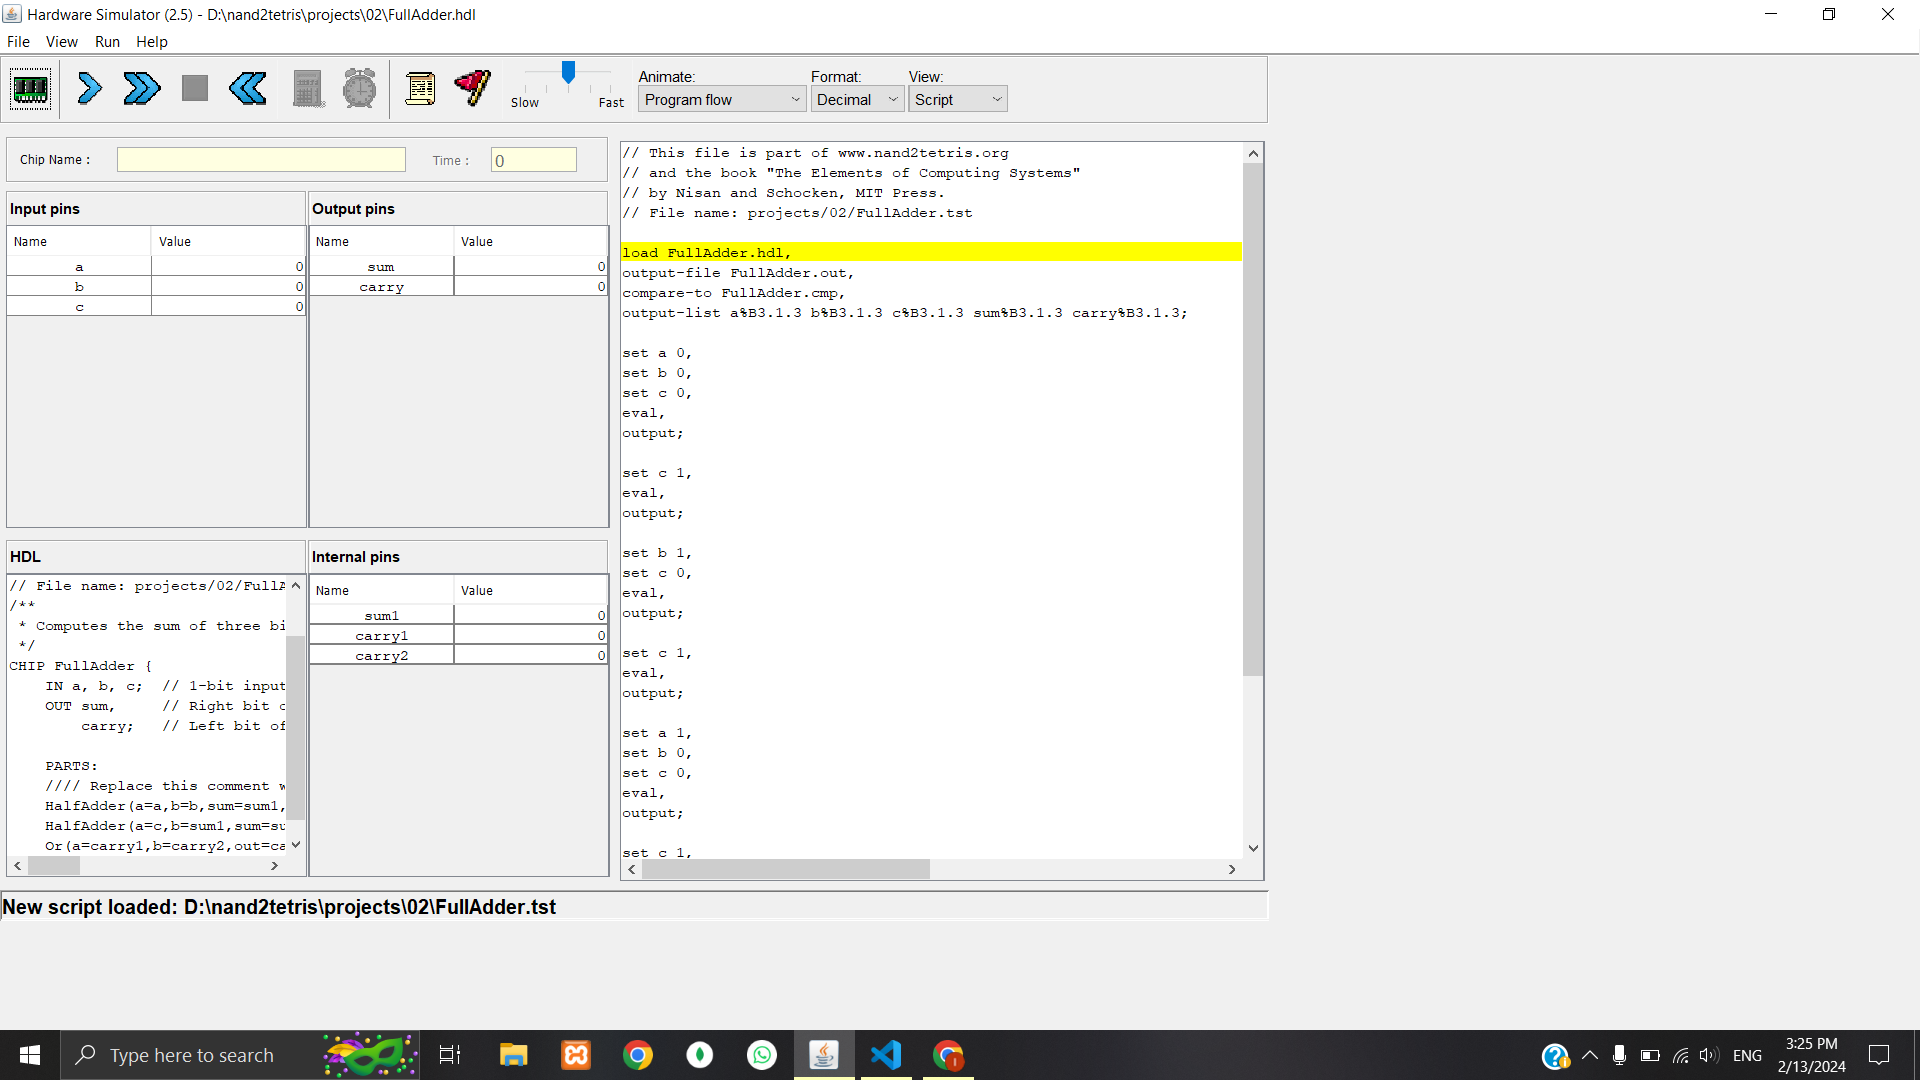 Hardware Simulator (2.5) - D:\nand2tetris\projects\02\FullAdder.hdl
File View Run Help
Slow Fast
Animate:
Program flow
Format:
Decimal
View:
Script
Chip Name :
Time :
0
Input pins
Name Value
a 0
b 0
c 0
Output pins
Name Value
sum 0
carry 0
HDL
// File name: projects/02/FullA
/**
* Computes the sum of three bi
*/
CHIP FullAdder {
IN a, b, c; // 1-bit input
OUT sum, // Right bit o
carry; // Left bit of
PARTS:
//// Replace this comment w
HalfAdder(a=a,b=b,sum=sum1,
HalfAdder(a=c,b=sum1,sum=su
Or(a=carry1,b=carry2,out=ca
Internal pins
Name Value
sum1 0
carry1 0
carry2 0
// This file is part of www.nand2tetris.org
// and the book "The Elements of Computing Systems"
// by Nisan and Schocken, MIT Press.
// File name: projects/02/FullAdder.tst
load FullAdder.hdl,
output-file FullAdder.out,
compare-to FullAdder.cmp,
output-list a%B3.1.3 b%B3.1.3 c%B3.1.3 sum%B3.1.3 carry%B3.1.3;
set a 0,
set b 0,
set c 0,
eval,
output;
set c 1,
eval,
output;
set b 1,
set c 0,
eval,
output;
set c 1,
eval,
output;
set a 1,
set b 0,
set c 0,
eval,
output;
set c 1,
New script loaded: D:\nand2tetris\projects\02\FullAdder.tst
Type here to search
ENG
3:25 PM
2/13/2024